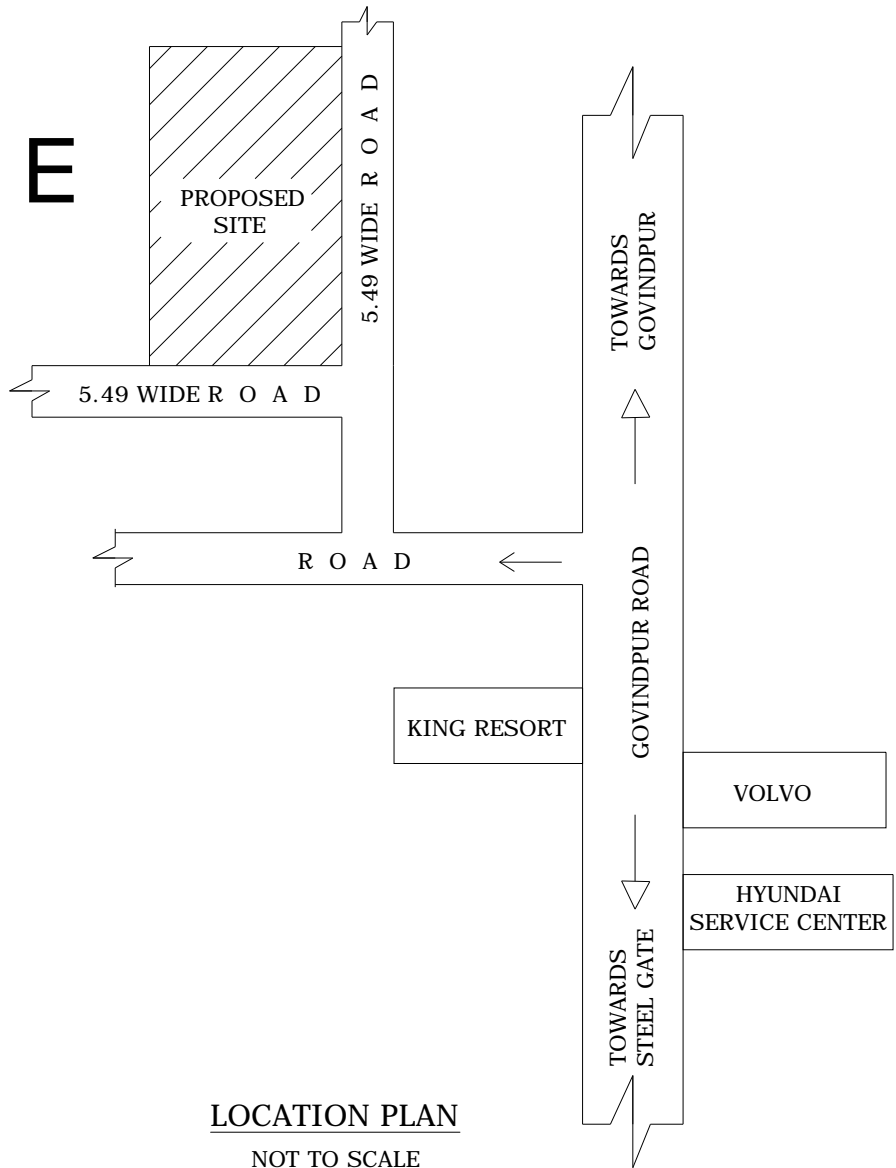 E
PROPOSED
SITE
5.49 WIDE R O A D
TOWARDS
GOVINDPUR
5.49 WIDE R O A D
R O A D
GOVINDPUR ROAD
KING RESORT
VOLVO
HYUNDAI
SERVICE CENTER
TOWARDS
STEEL GATE
LOCATION PLAN
NOT TO SCALE